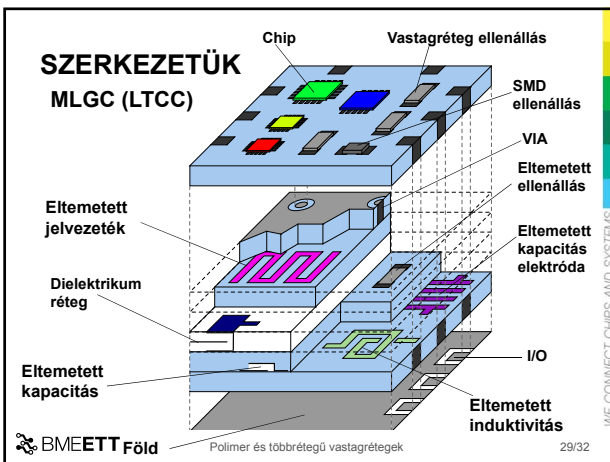 SZERKEZETÜK
MLGC (LTCC)
Chip
Vastagréteg ellenállás
SMD
ellenállás
VIA
Eltemetett
ellenállás
Eltemetett
jelvezeték
Eltemetett
kapacitás
elektróda
Dielektrikum
réteg
I/O
Eltemetett
kapacitás
Eltemetett
induktivitás
Föld
BMEETT
Polimer és többrétegű vastagrétegek
29/32
WE CONNECT CHIPS AND SYSTEMS